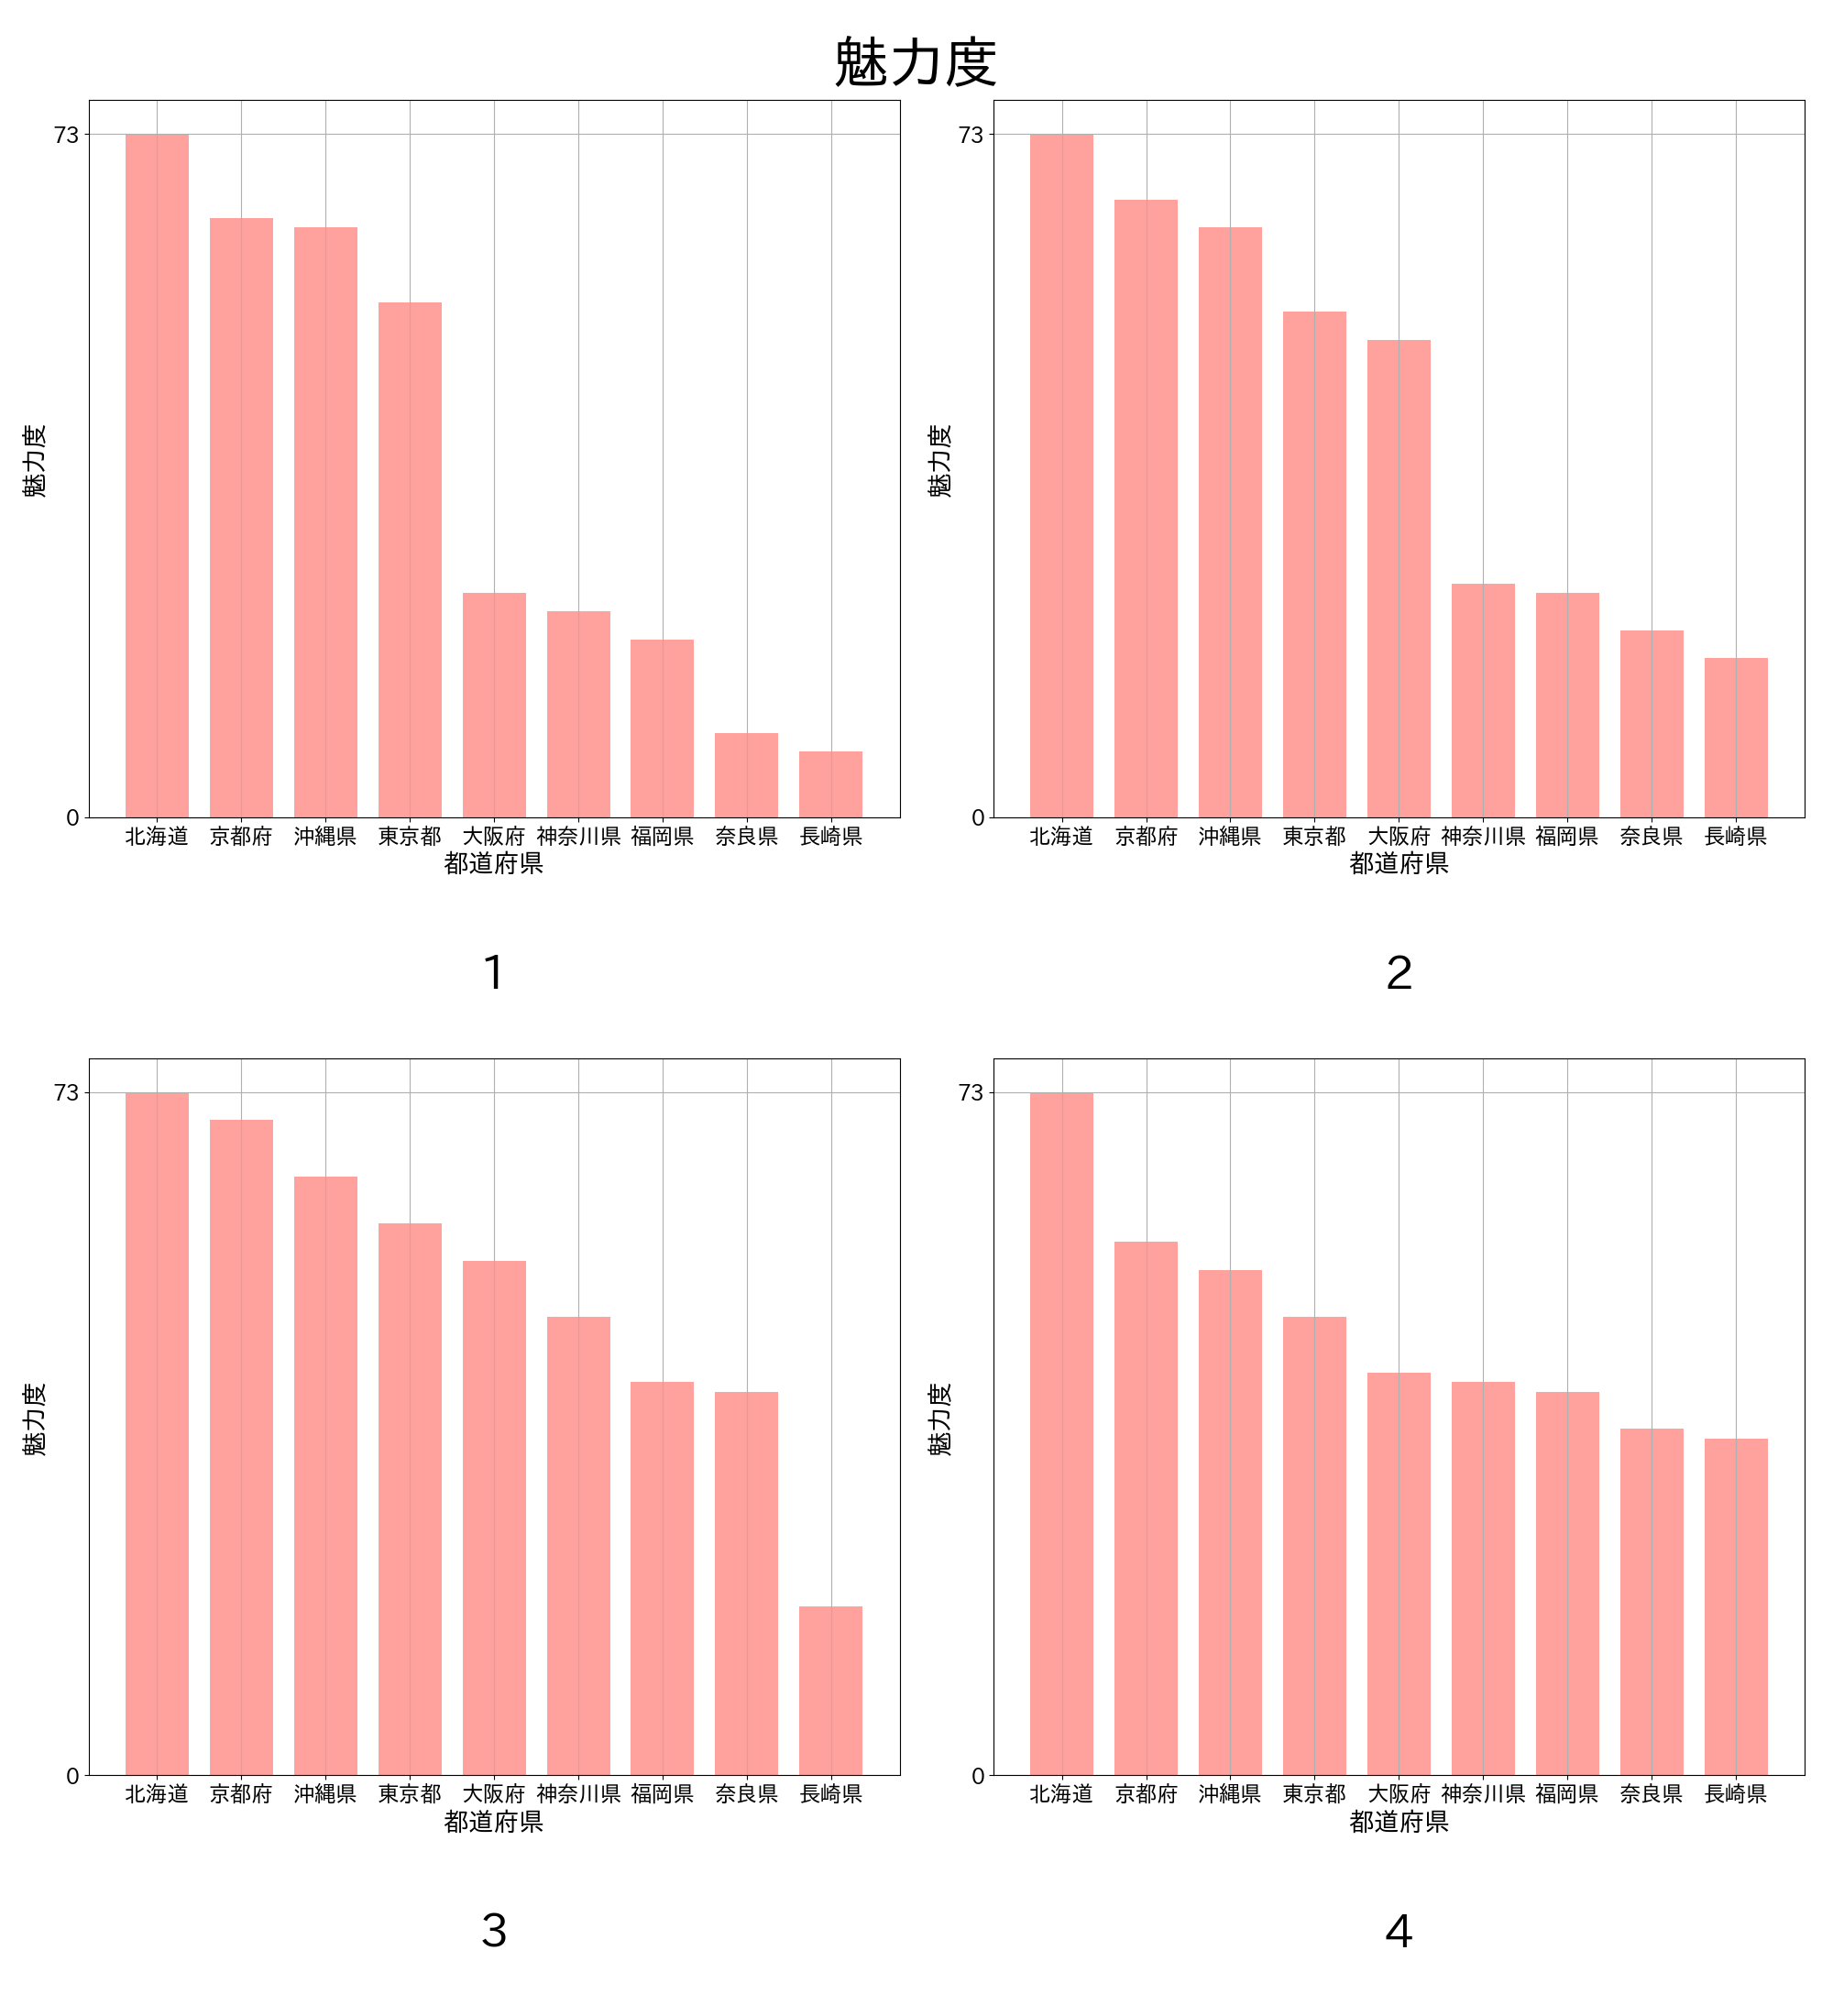 魅力度
73
0
魅力度
北海道 京都府 沖縄県 東京都 大阪府 神奈川県 福岡県 奈良県 長崎県
都道府県
1
73
0
魅力度
北海道 京都府 沖縄県 東京都 大阪府 神奈川県 福岡県 奈良県 長崎県
都道府県
2
73
0
魅力度
北海道 京都府 沖縄県 東京都 大阪府 神奈川県 福岡県 奈良県 長崎県
都道府県
3
73
0
魅力度
北海道 京都府 沖縄県 東京都 大阪府 神奈川県 福岡県 奈良県 長崎県
都道府県
4